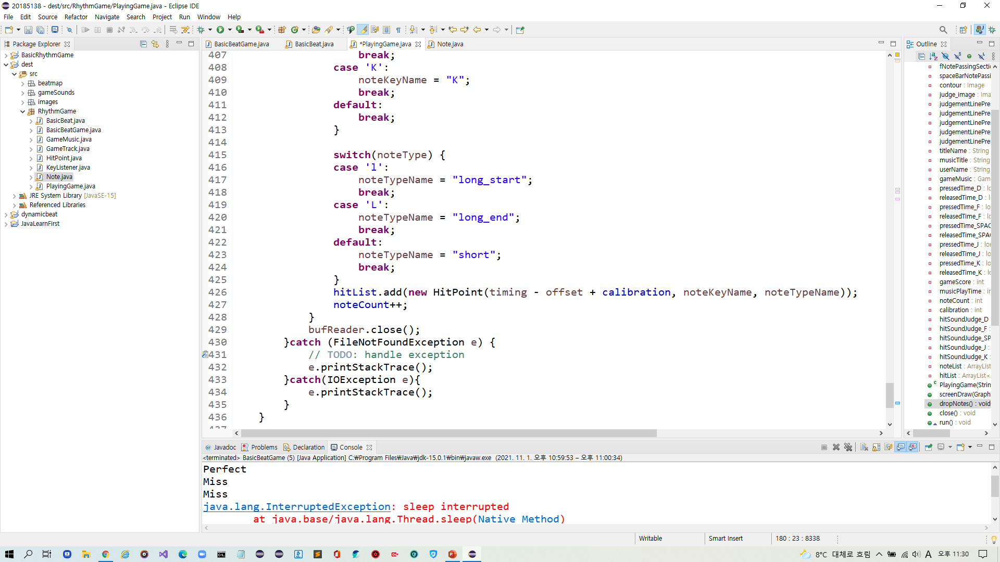 20185138 - dest/src/RhythmGame/PlayingGame.java - Eclipse IDE
File Edit Source Refactor Navigate Search Project Run Window Help
Package Explorer
BasicRhythmGame
dest
src
beatmap
gameSounds
images
RhythmGame
BasicBeat.java
BasicBeatGame.java
GameMusic.java
GameTrack.java
HitPoint.java
KeyListener.java
Note.java
PlayingGame.java
JRE System Library [JavaSE-15]
Referenced Libraries
dynamicbeat
JavaLearnFirst
BasicBeatGame.java BasicBeat.java *PlayingGame.java Note.java
407 break;
408 case 'K':
409 noteKeyName = "K";
410 break;
411 default:
412 break;
413 }
414
415 switch(noteType) {
416 case 'l':
417 noteTypeName = "long_start";
418 break;
419 case 'L':
420 noteTypeName = "long_end";
421 break;
422 default:
423 noteTypeName = "short";
424 break;
425 }
426 hitList.add(new HitPoint(timing - offset + calibration, noteKeyName, noteTypeName));
427 noteCount++;
428 }
429 bufReader.close();
430 }catch (FileNotFoundException e) {
431 // TODO: handle exception
432 e.printStackTrace();
433 }catch(IOException e){
434 e.printStackTrace();
435 }
436 }
437
Outline
fNotePassingSecti
spaceBarNotePassi
contour : Image
judge_image : Ima
judgementLinePre
judgementLinePre
judgementLinePre
judgementLinePre
judgementLinePre
titleName : String
musicTitle : String
userName : String
gameMusic : Gam
pressedTime_D : lo
releasedTime_D : lo
pressedTime_F : lo
releasedTime_F : lo
pressedTime_SPAC
releasedTime_SPA
pressedTime_J : lo
releasedTime_J : lo
pressedTime_K : lo
releasedTime_K : lo
gameScore : int
musicPlayTime : in
noteCount : int
calibration : int
hitSoundJudge_D
hitSoundJudge_F :
hitSoundJudge_SP
hitSoundJudge_J :
hitSoundJudge_K :
noteList : ArrayList
hitList : ArrayList<
PlayingGame(Strin
screenDraw(Graph
dropNotes() : void
close() : void
run() : void
@ Javadoc Problems Declaration Console
<terminated> BasicBeatGame (5) [Java Application] C:₩Program Files₩Java₩jdk-15.0.1₩bin₩javaw.exe (2021. 11. 1. 오후 10:59:53 – 오후 11:00:34)
Perfect
Miss
Miss
java.lang.InterruptedException: sleep interrupted
at java.base/java.lang.Thread.sleep(Native Method)
Writable Smart Insert 180 : 23 : 8338
8°C 대체로 흐림 A 오후 11:30